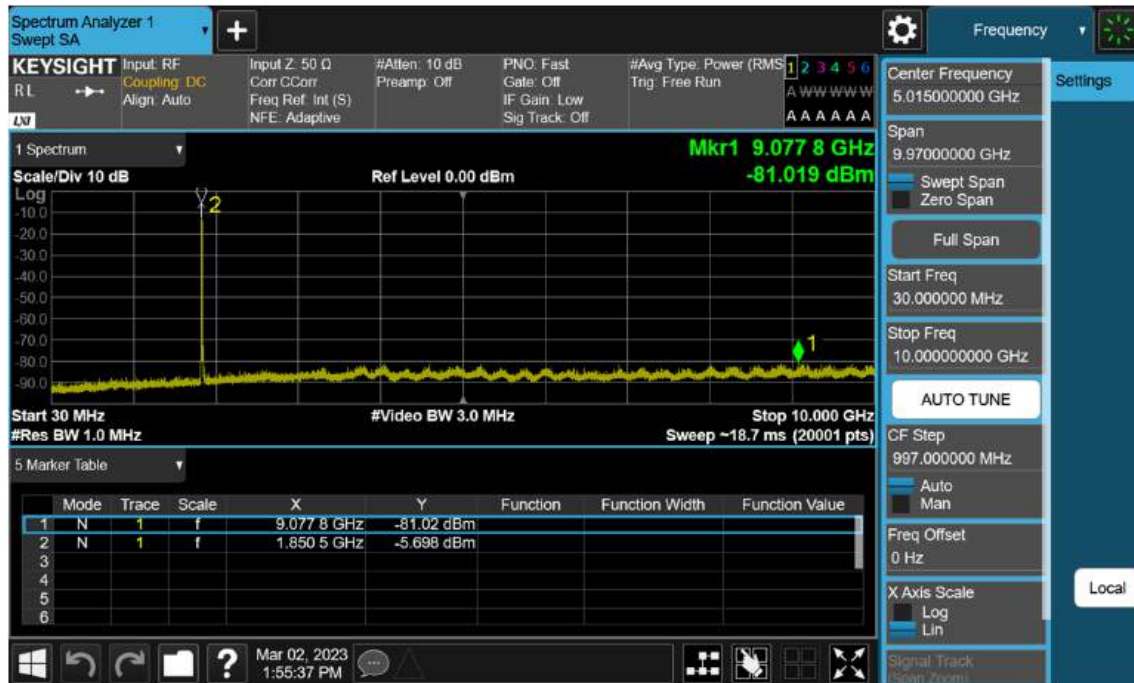 Spectrum Analyzer 1
Swept SA
+
Frequency
KEYSIGHT
RL
LXI
Input: RF
Coupling: DC
Align: Auto
Input Z: 50 Ω
Corr CCorr
Freq Ref: Int (S)
NFE: Adaptive
#Atten: 10 dB
Preamp: Off
PNO: Fast
Gate: Off
IF Gain: Low
Sig Track: Off
#Avg Type: Power (RMS
Trig: Free Run
1 2 3 4 5 6
A W W W W W
A A A A A A
1 Spectrum
Scale/Div 10 dB
Ref Level 0.00 dBm
Mkr1 9.077 8 GHz
-81.019 dBm
Log
-10.0
-20.0
-30.0
-40.0
-50.0
-60.0
-70.0
-80.0
-90.0
2
1
Start 30 MHz
#Video BW 3.0 MHz
Stop 10.000 GHz
#Res BW 1.0 MHz
Sweep ~18.7 ms (20001 pts)
5 Marker Table
Mode Trace Scale X Y Function Function Width Function Value
1 N 1 f 9.077 8 GHz -81.02 dBm
2 N 1 f 1.850 5 GHz -5.698 dBm
3
4
5
6
Center Frequency
5.015000000 GHz
Settings
Span
9.97000000 GHz
Swept Span
Zero Span
Full Span
Start Freq
30.000000 MHz
Stop Freq
10.000000000 GHz
AUTO TUNE
CF Step
997.000000 MHz
Auto
Man
Freq Offset
0 Hz
X Axis Scale
Log
Lin
Local
Signal Track
(Span Zoom)
?
Mar 02, 2023
1:55:37 PM